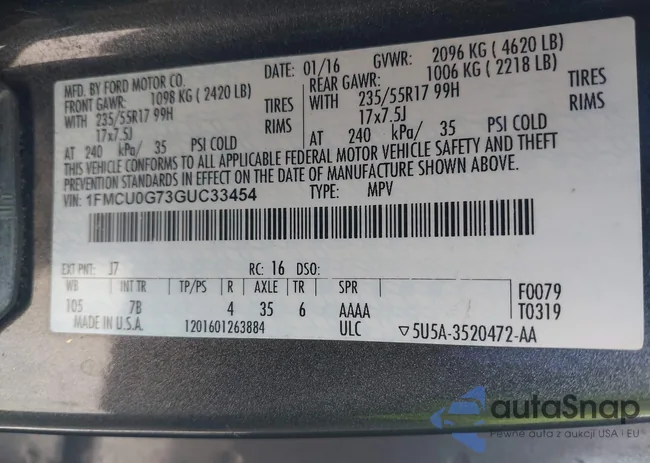 MFD. BY FORD MOTOR CO.
DATE: 01/16 GVWR: 2096 KG ( 4620 LB)
FRONT GAWR: 1098 KG ( 2420 LB)
REAR GAWR: 1006 KG ( 2218 LB)
WITH 235/55R17 99H TIRES
WITH 235/55R17 99H TIRES
17x7.5J RIMS
17x7.5J RIMS
AT 240 kPa/ 35 PSI COLD
AT 240 kPa/ 35 PSI COLD
THIS VEHICLE CONFORMS TO ALL APPLICABLE FEDERAL MOTOR VEHICLE SAFETY AND THEFT
PREVENTION STANDARDS IN EFFECT ON THE DATE OF MANUFACTURE SHOWN ABOVE.
VIN: 1FMCU0G73GUC33454 TYPE: MPV
EXT PNT: J7 RC: 16 DSO:
WB INT TR TP/PS R AXLE TR SPR
105 7B 4 35 6 AAAA
F0079
T0319
MADE IN U.S.A. 1201601263884 ULC ▽5U5A-3520472-AA
autaSnap
Pewne auta z aukcji USA i EU